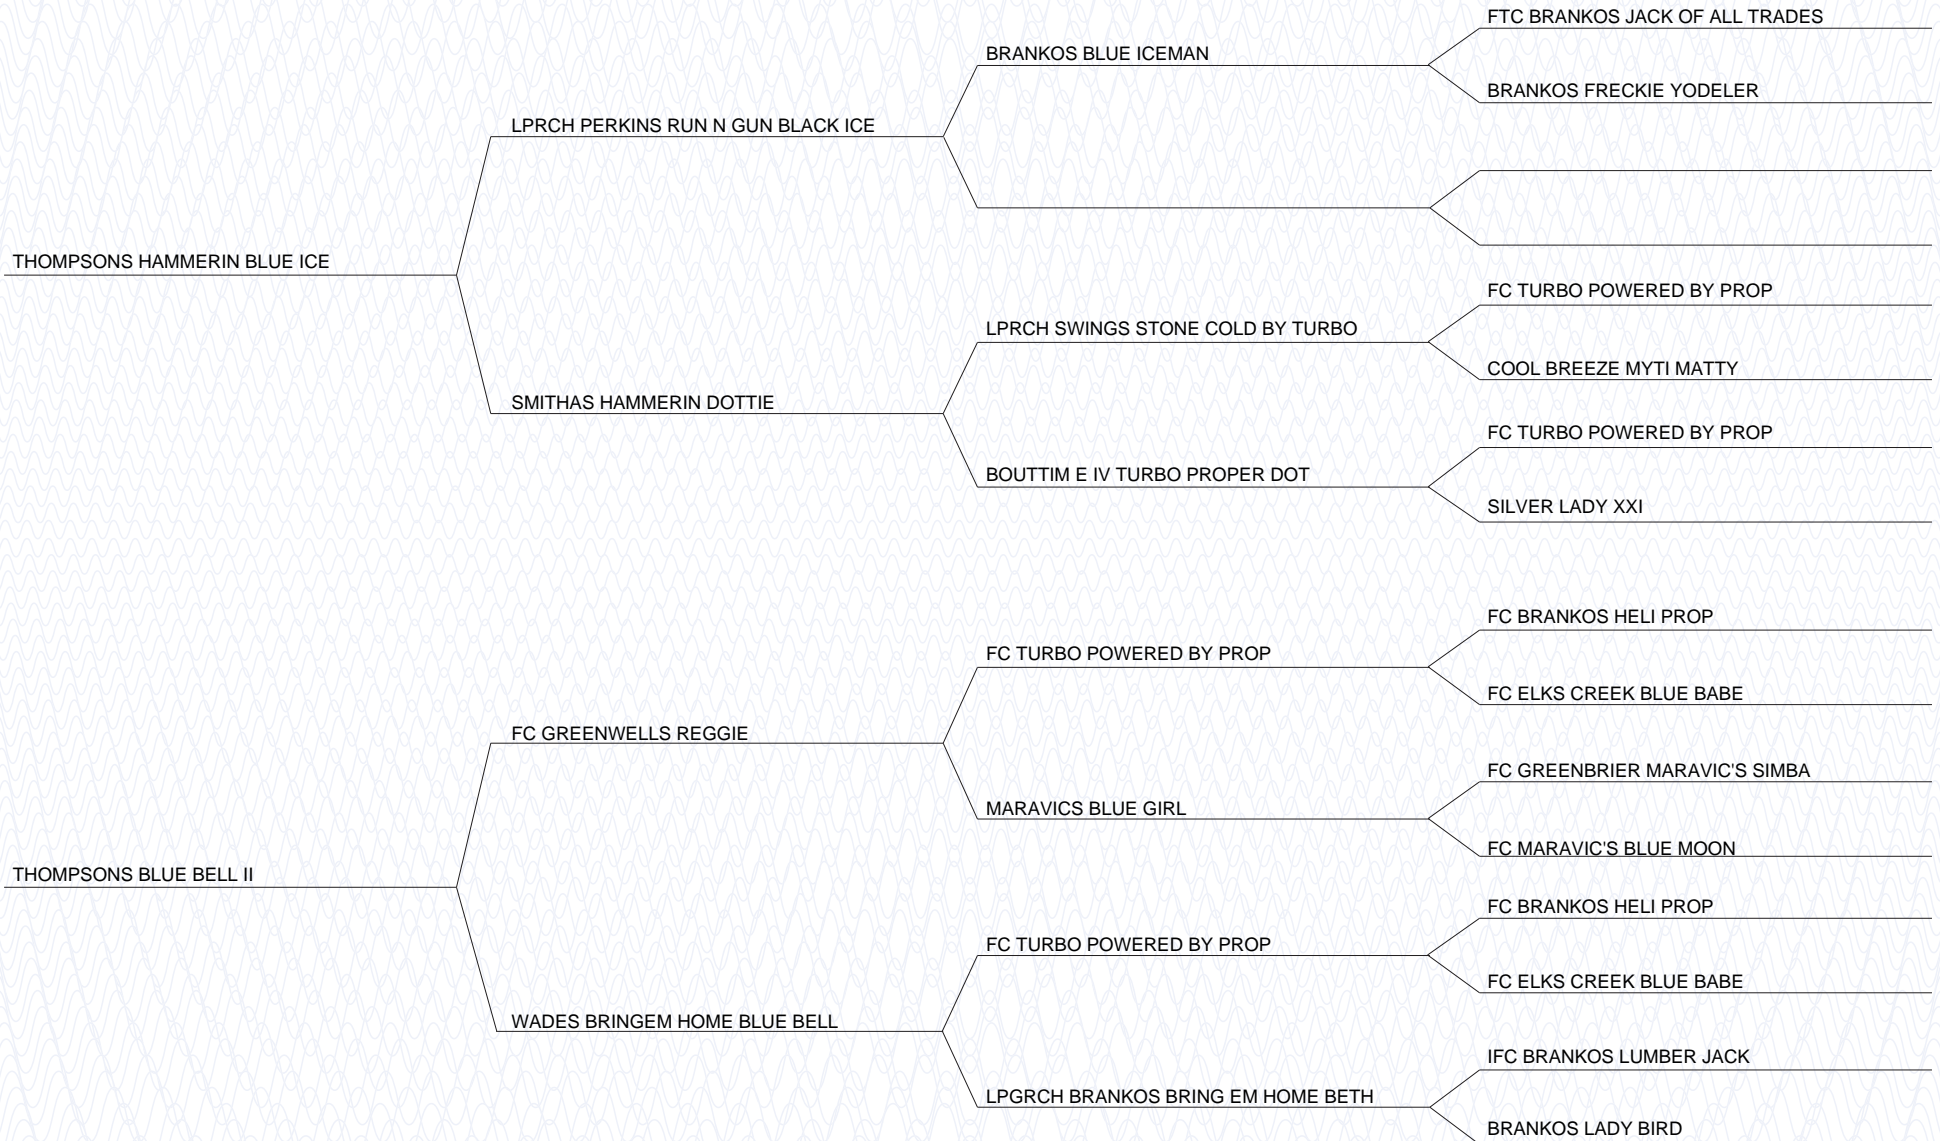 FTC BRANKOS JACK OF ALL TRADES
BRANKOS BLUE ICEMAN
BRANKOS FRECKIE YODELER
LPRCH PERKINS RUN N GUN BLACK ICE
THOMPSONS HAMMERIN BLUE ICE
FC TURBO POWERED BY PROP
LPRCH SWINGS STONE COLD BY TURBO
COOL BREEZE MYTI MATTY
SMITHAS HAMMERIN DOTTIE
FC TURBO POWERED BY PROP
BOUTTIM E IV TURBO PROPER DOT
SILVER LADY XXI
FC BRANKOS HELI PROP
FC TURBO POWERED BY PROP
FC ELKS CREEK BLUE BABE
FC GREENWELLS REGGIE
FC GREENBRIER MARAVIC'S SIMBA
MARAVICS BLUE GIRL
FC MARAVIC'S BLUE MOON
THOMPSONS BLUE BELL II
FC BRANKOS HELI PROP
FC TURBO POWERED BY PROP
FC ELKS CREEK BLUE BABE
WADES BRINGEM HOME BLUE BELL
IFC BRANKOS LUMBER JACK
LPGRCH BRANKOS BRING EM HOME BETH
BRANKOS LADY BIRD